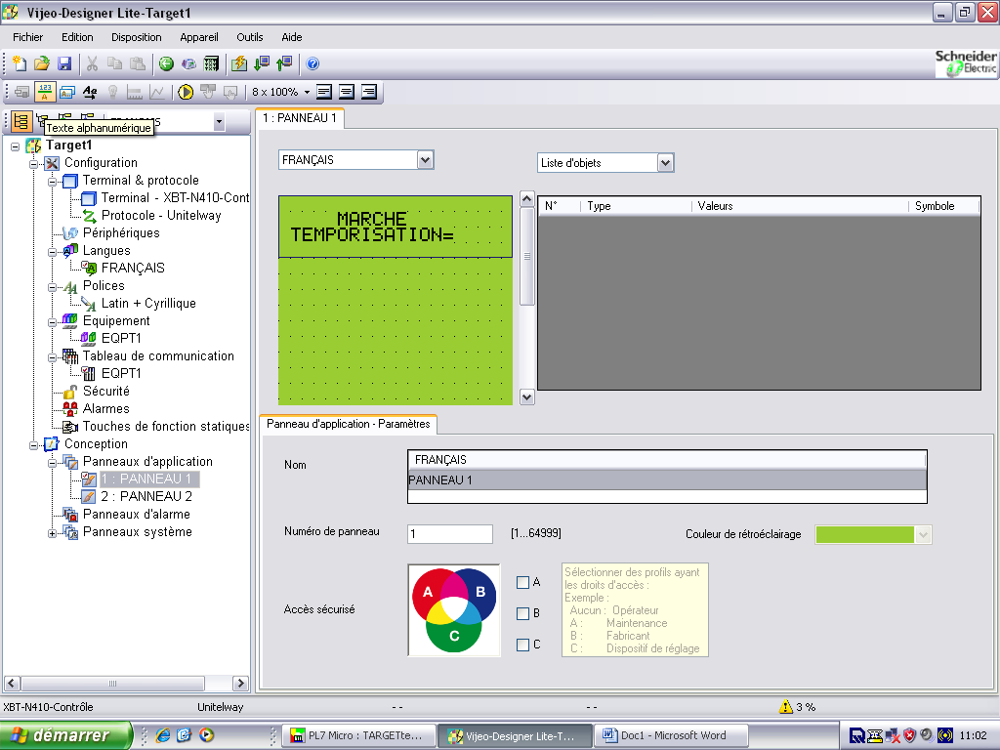 Vijeo-Designer Lite-Target1
Fichier Edition Disposition Appareil Outils Aide
Schneider
Electric
123
A
8 x 100%
Texte alphanumérique
1 : PANNEAU 1
Target1
Configuration
Terminal & protocole
Terminal - XBT-N410-Cont
Protocole - Unitelway
Périphériques
Langues
FRANÇAIS
Polices
Latin + Cyrillique
Equipement
EQPT1
Tableau de communication
EQPT1
Sécurité
Alarmes
Touches de fonction statiques
Conception
Panneaux d'application
1 : PANNEAU 1
2 : PANNEAU 2
Panneaux d'alarme
Panneaux système
FRANÇAIS
Liste d'objets
MARCHE
TEMPORISATION=
N° Type Valeurs Symbole
Panneau d'application - Paramètres
Nom
FRANÇAIS
PANNEAU 1
Numéro de panneau
1
[1...64999]
Couleur de rétroéclairage
Accès sécurisé
A B
C
A
B
C
Sélectionner des profils ayant
les droits d'accès :
Exemple :
Aucun : Opérateur
A : Maintenance
B : Fabricant
C : Dispositif de réglage
XBT-N410-Contrôle Unitelway -- -- 3 %
démarrer
PL7 Micro : TARGETte...
Vijeo-Designer Lite-T...
Doc1 - Microsoft Word
11:02